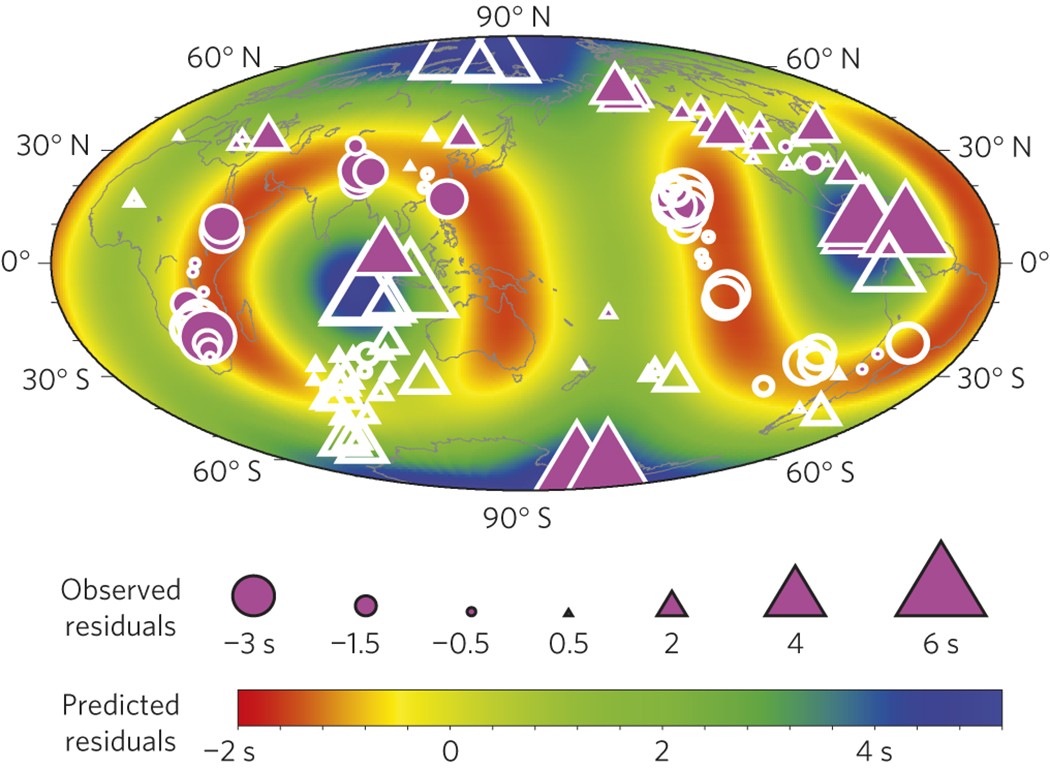 90° N
60° N
60° N
30° N
30° N
0°
0°
30° S
30° S
60° S
60° S
90° S
Observed
residuals
−3 s
−1.5
−0.5
0.5
2
4
6 s
Predicted
residuals
−2 s
0
2
4 s